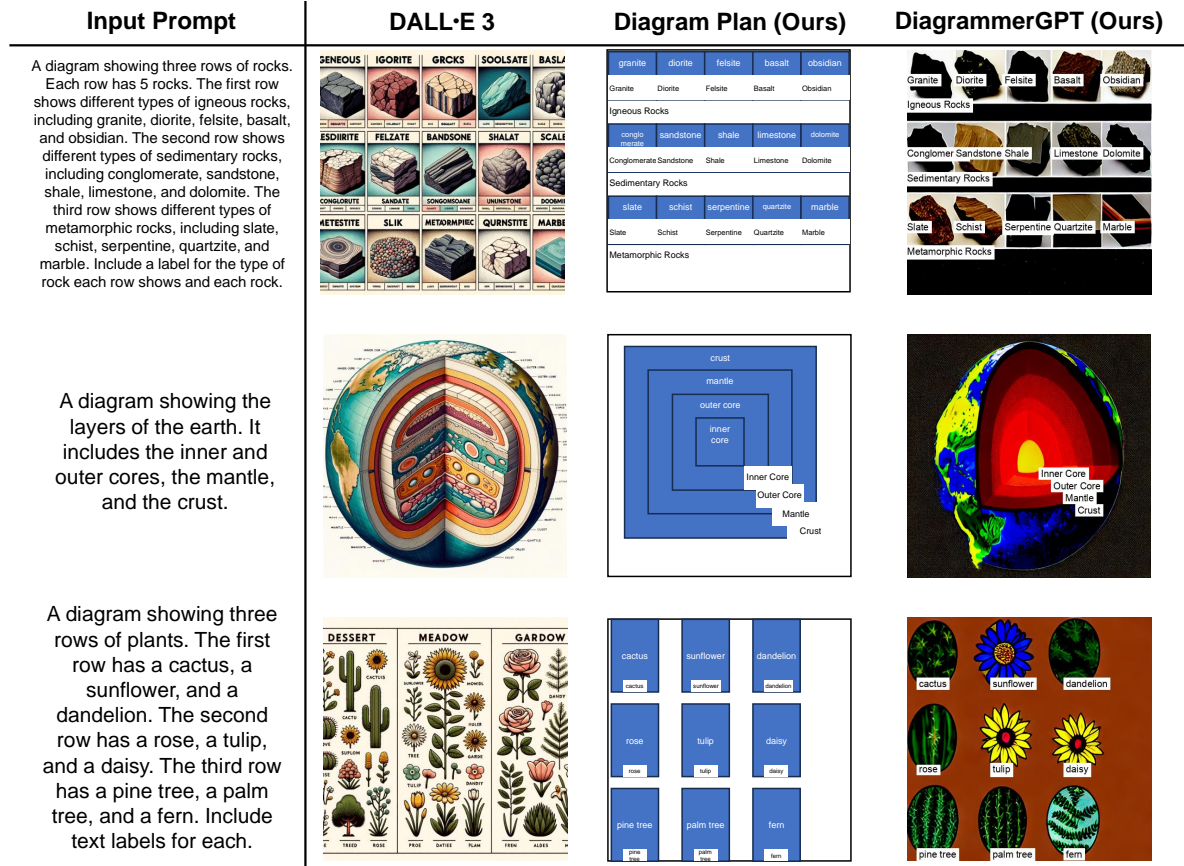 Input Prompt
DALL•E 3
Diagram Plan (Ours)
DiagrammerGPT (Ours)
A diagram showing three rows of rocks.
Each row has 5 rocks. The first row
shows different types of igneous rocks,
including granite, diorite, felsite, basalt,
and obsidian. The second row shows
different types of sedimentary rocks,
including conglomerate, sandstone,
shale, limestone, and dolomite. The
third row shows different types of
metamorphic rocks, including slate,
schist, serpentine, quartzite, and
marble. Include a label for the type of
rock each row shows and each rock.
GENEOUS IGORITE GRCKS SOOLSATE BASLA
ESDIIRITE FELZATE BANDSONE SHALAT SCALE
CONGLORUTE SANDATE SONGONSOANE UNUNSTONE DOOBMI
METESTITE SLIK METAORMPIEC QURNSTITE MARBE
granite diorite felsite basalt obsidian
Granite Diorite Felsite Basalt Obsidian
Igneous Rocks
conglo
merate sandstone shale limestone dolomite
Conglomerate Sandstone Shale Limestone Dolomite
Sedimentary Rocks
slate schist serpentine quartzite marble
Slate Schist Serpentine Quartzite Marble
Metamorphic Rocks
Granite Diorite Felsite Basalt Obsidian
Igneous Rocks
Conglomer Sandstone Shale Limestone Dolomite
Sedimentary Rocks
Slate Schist Serpentine Quartzite Marble
Metamorphic Rocks
A diagram showing the
layers of the earth. It
includes the inner and
outer cores, the mantle,
and the crust.
crust
mantle
outer core
inner
core
Inner Core
Outer Core
Mantle
Crust
Inner Core
Outer Core
Mantle
Crust
A diagram showing three
rows of plants. The first
row has a cactus, a
sunflower, and a
dandelion. The second
row has a rose, a tulip,
and a daisy. The third row
has a pine tree, a palm
tree, and a fern. Include
text labels for each.
DESSERT MEADOW GARDOW
CACTUIS
CACTU
SUFLOM
TREE
TULIP
TREED ROSE PROE DATIES PLAM FREN ALDES
cactus sunflower dandelion
cactus sunflower dandelion
rose tulip daisy
rose tulip daisy
pine tree palm tree fern
pine
tree palm
tree fern
cactus sunflower dandelion
rose tulip daisy
pine tree palm tree fern